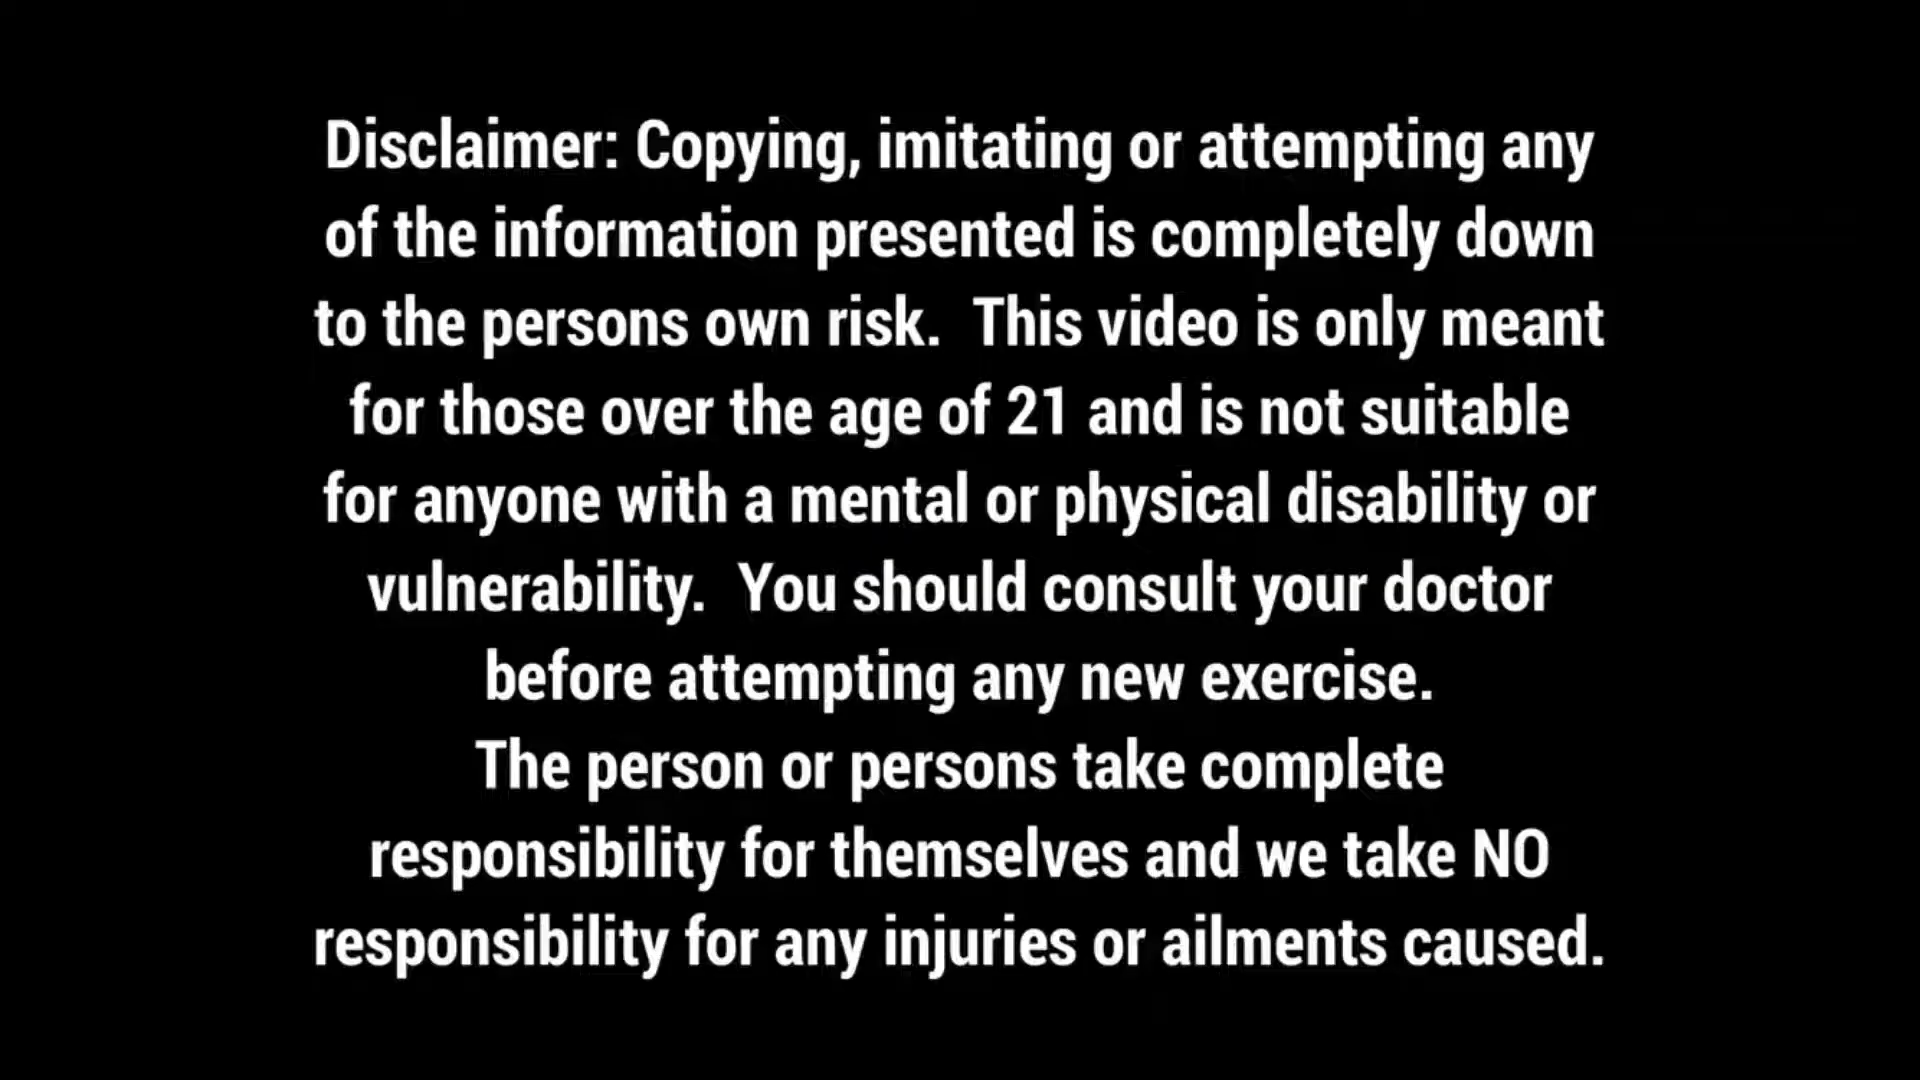 Disclaimer: Copying, imitating or attempting any
of the information presented is completely down
to the persons own risk.  This video is only meant
for those over the age of 21 and is not suitable
for anyone with a mental or physical disability or
vulnerability.  You should consult your doctor
before attempting any new exercise.
The person or persons take complete
responsibility for themselves and we take NO
responsibility for any injuries or ailments caused.